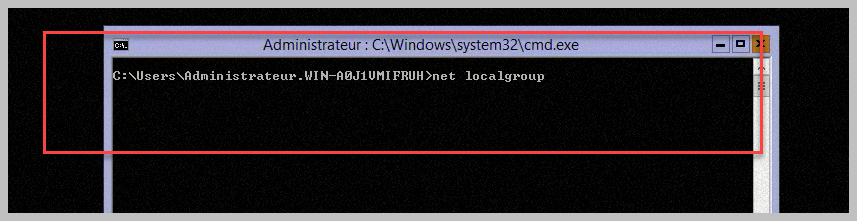 Administrateur : C:\Windows\system32\cmd.exe
C:\Users\Administrateur.WIN-A0J1VMIFRUH>net localgroup